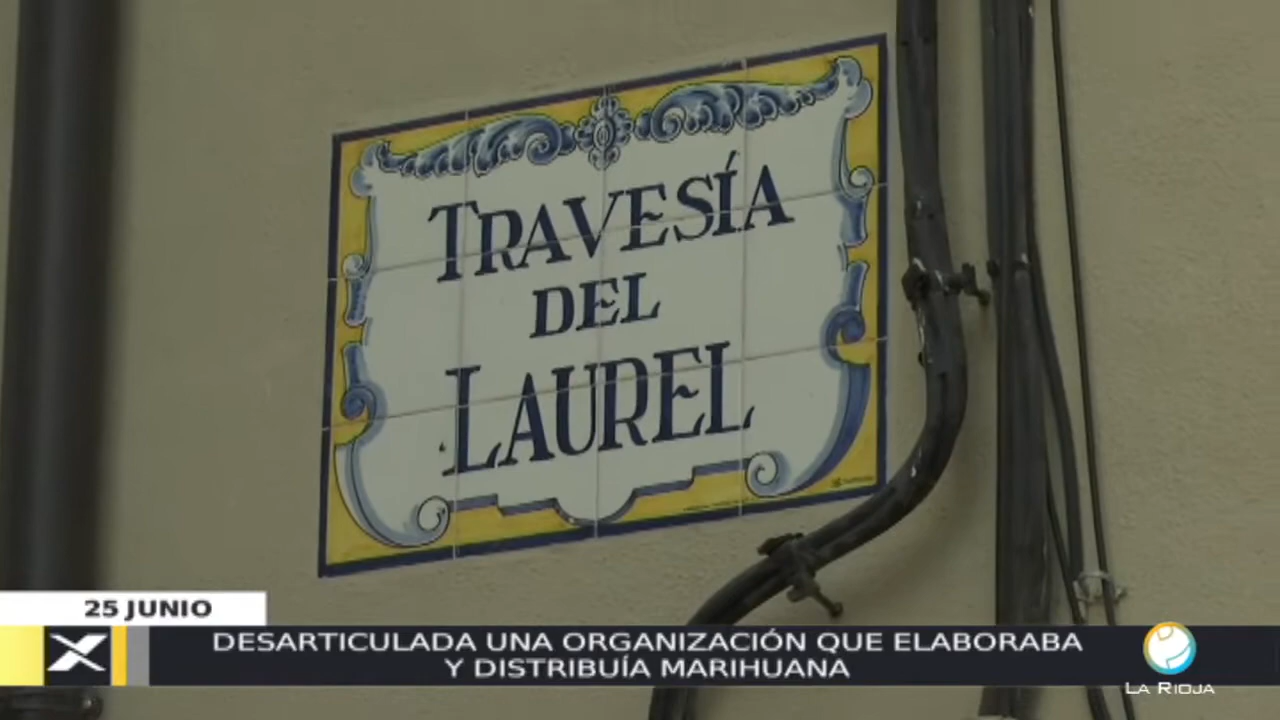 TRAVESÍA
DEL
LAUREL
25 JUNIO
DESARTICULADA UNA ORGANIZACIÓN QUE ELABORABA
Y DISTRIBUÍA MARIHUANA
LA RIOJA